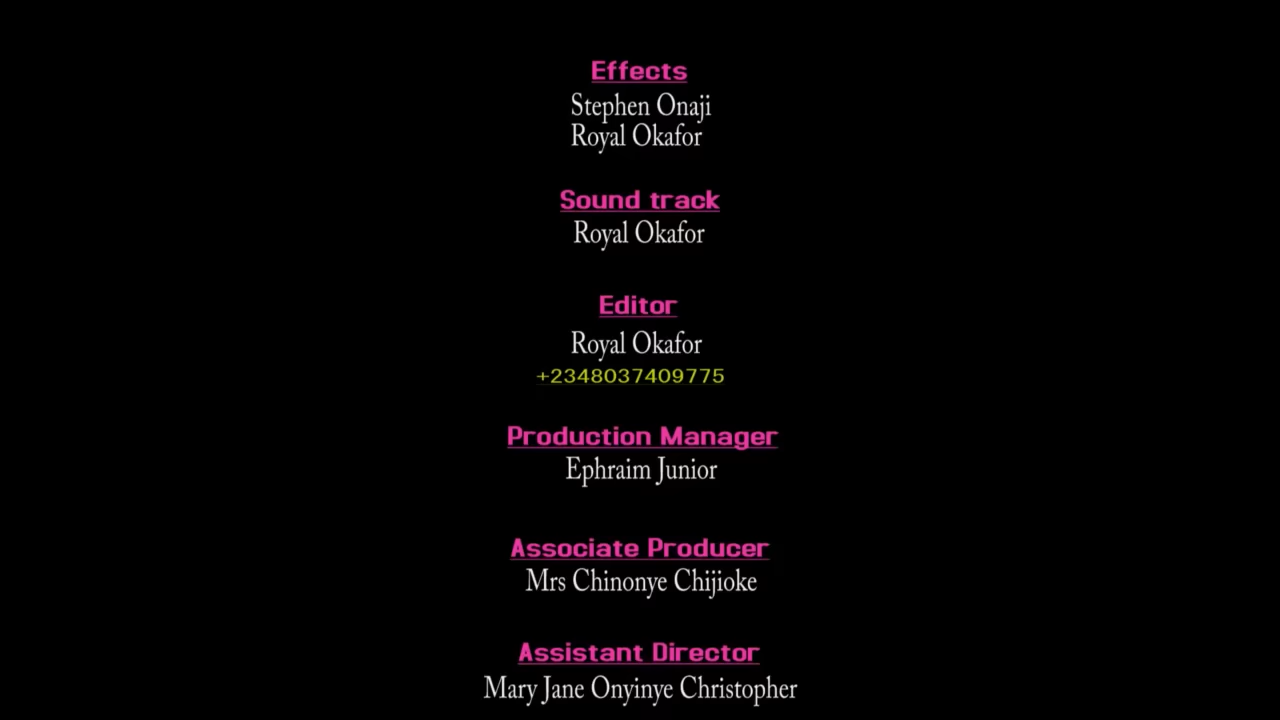 Effects
Stephen Onaji
Royal Okafor
Sound track
Royal Okafor
Editor
Royal Okafor
+2348037409775
Production Manager
Ephraim Junior
Associate Producer
Mrs Chinonye Chijioke
Assistant Director
Mary Jane Onyinye Christopher